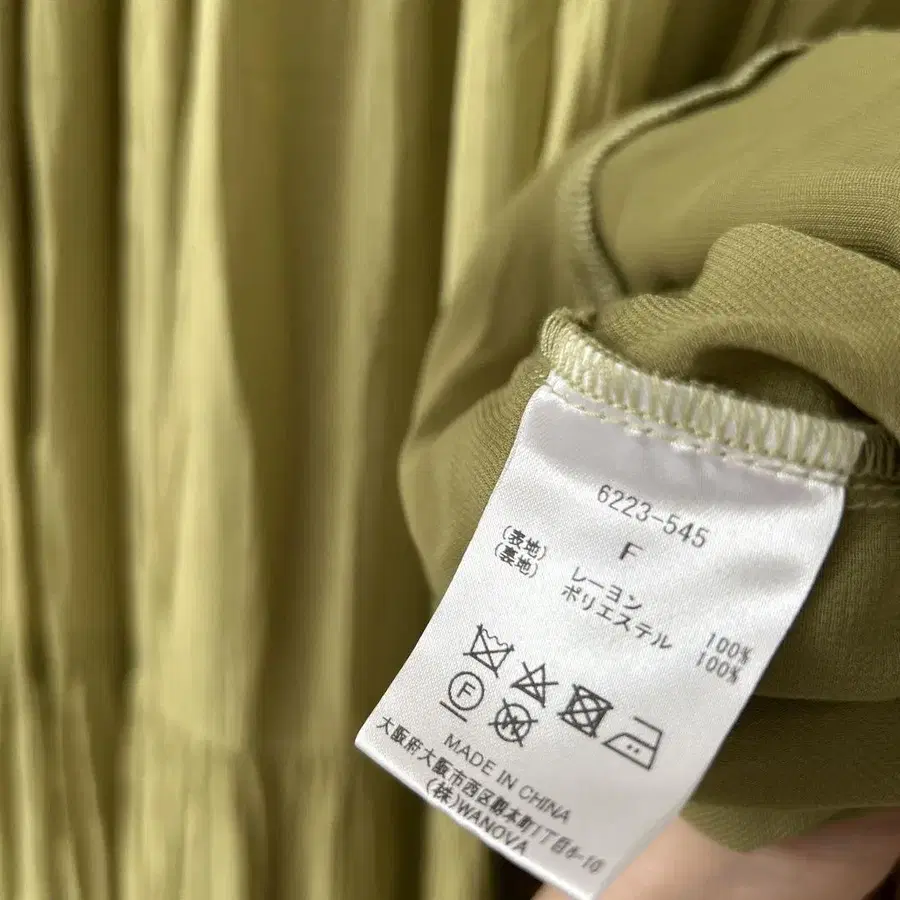 6223-545
F
(表地) レーヨン 100%
(裏地) ポリエステル 100%
F W
MADE IN CHINA
大阪府大阪市西区靱本町1丁目6-10
(株)WANOVA